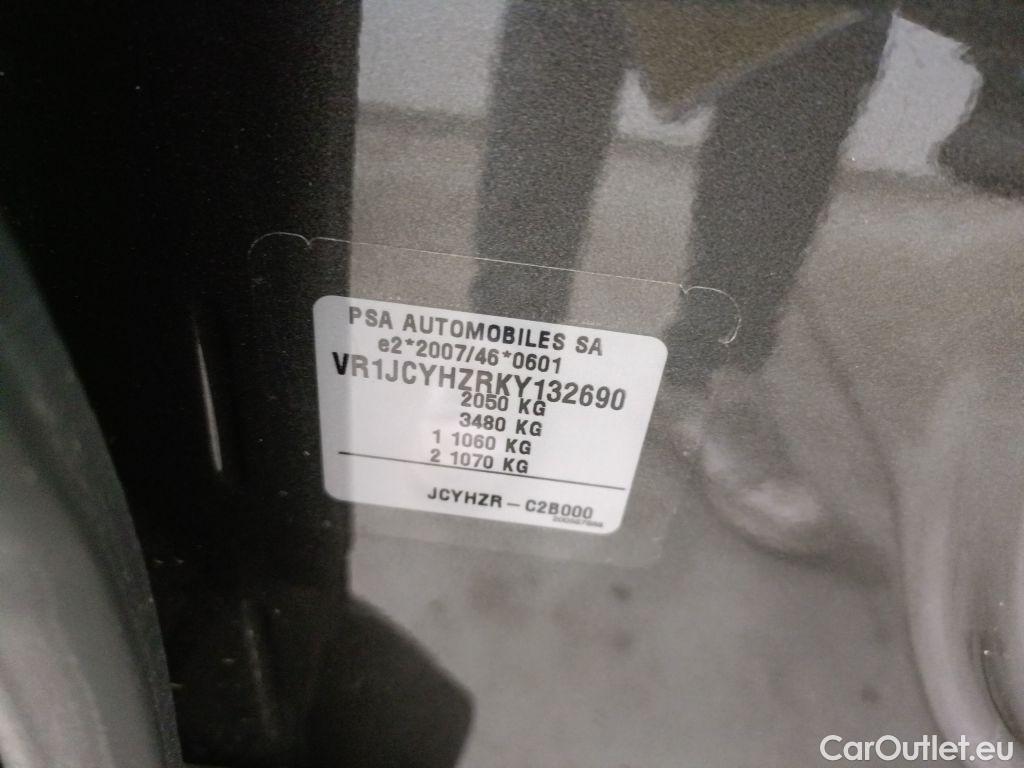 PSA AUTOMOBILES SA
e2*2007/46*0601
VR1JCYHZRKY132690
2050 KG
3480 KG
1 1060 KG
2 1070 KG
JCYHZR - C2B000
CarOutlet.eu